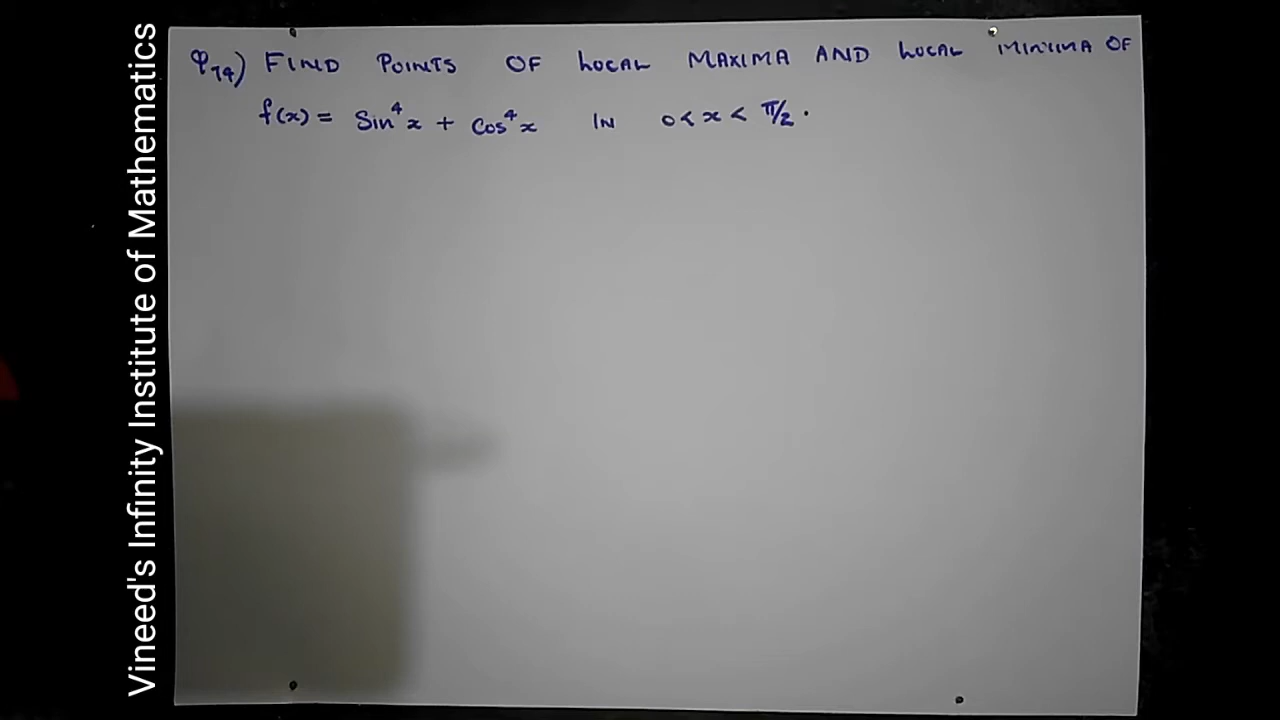 Vineed's Infinity Institute of Mathematics
Q74) FIND POINTS OF LOCAL MAXIMA AND LOCAL MINIMA OF
f(x) = Sin⁴x + Cos⁴x IN 0 < x < π/2.